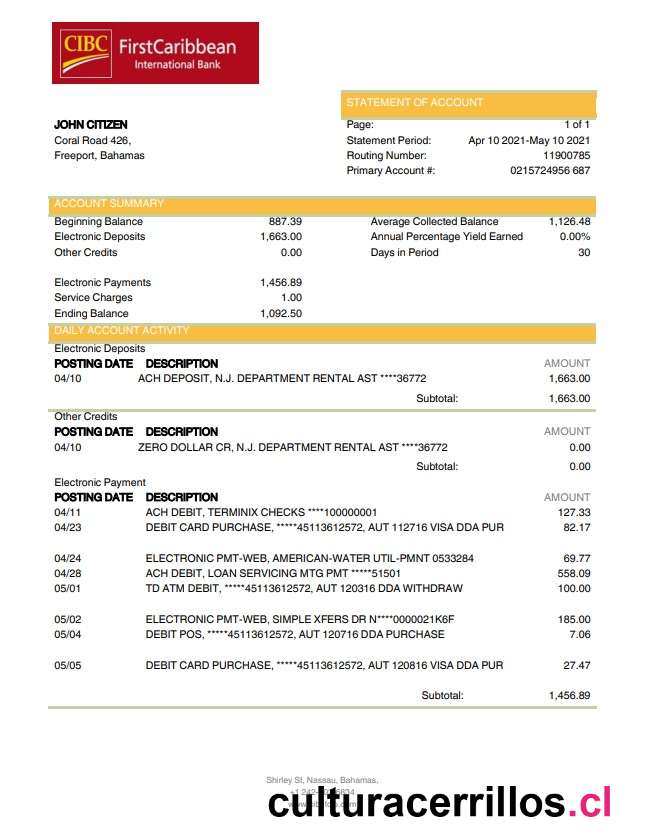 CIBC FirstCaribbean
International Bank
STATEMENT OF ACCOUNT
JOHN CITIZEN
Coral Road 426,
Freeport, Bahamas
Page: 1 of 1
Statement Period: Apr 10 2021-May 10 2021
Routing Number: 11900785
Primary Account #: 0215724956 687
ACCOUNT SUMMARY
Beginning Balance 887.39 Average Collected Balance 1,126.48
Electronic Deposits 1,663.00 Annual Percentage Yield Earned 0.00%
Other Credits 0.00 Days in Period 30
Electronic Payments 1,456.89
Service Charges 1.00
Ending Balance 1,092.50
DAILY ACCOUNT ACTIVITY
Electronic Deposits
POSTING DATE DESCRIPTION AMOUNT
04/10 ACH DEPOSIT, N.J. DEPARTMENT RENTAL AST ****36772 1,663.00
Subtotal: 1,663.00
Other Credits
POSTING DATE DESCRIPTION AMOUNT
04/10 ZERO DOLLAR CR, N.J. DEPARTMENT RENTAL AST ****36772 0.00
Subtotal: 0.00
Electronic Payment
POSTING DATE DESCRIPTION AMOUNT
04/11 ACH DEBIT, TERMINIX CHECKS ****100000001 127.33
04/23 DEBIT CARD PURCHASE, *****45113612572, AUT 112716 VISA DDA PUR 82.17
04/24 ELECTRONIC PMT-WEB, AMERICAN-WATER UTIL-PMNT 0533284 69.77
04/28 ACH DEBIT, LOAN SERVICING MTG PMT *****51501 558.09
05/01 TD ATM DEBIT, *****45113612572, AUT 120316 DDA WITHDRAW 100.00
05/02 ELECTRONIC PMT-WEB, SIMPLE XFERS DR N****0000021K6F 185.00
05/04 DEBIT POS, *****45113612572, AUT 120716 DDA PURCHASE 7.06
05/05 DEBIT CARD PURCHASE, *****45113612572, AUT 120816 DDA PUR 27.47
Subtotal: 1,456.89
Shirley St, Nassau, Bahamas,
+1 242-
culturacerrillos.cl